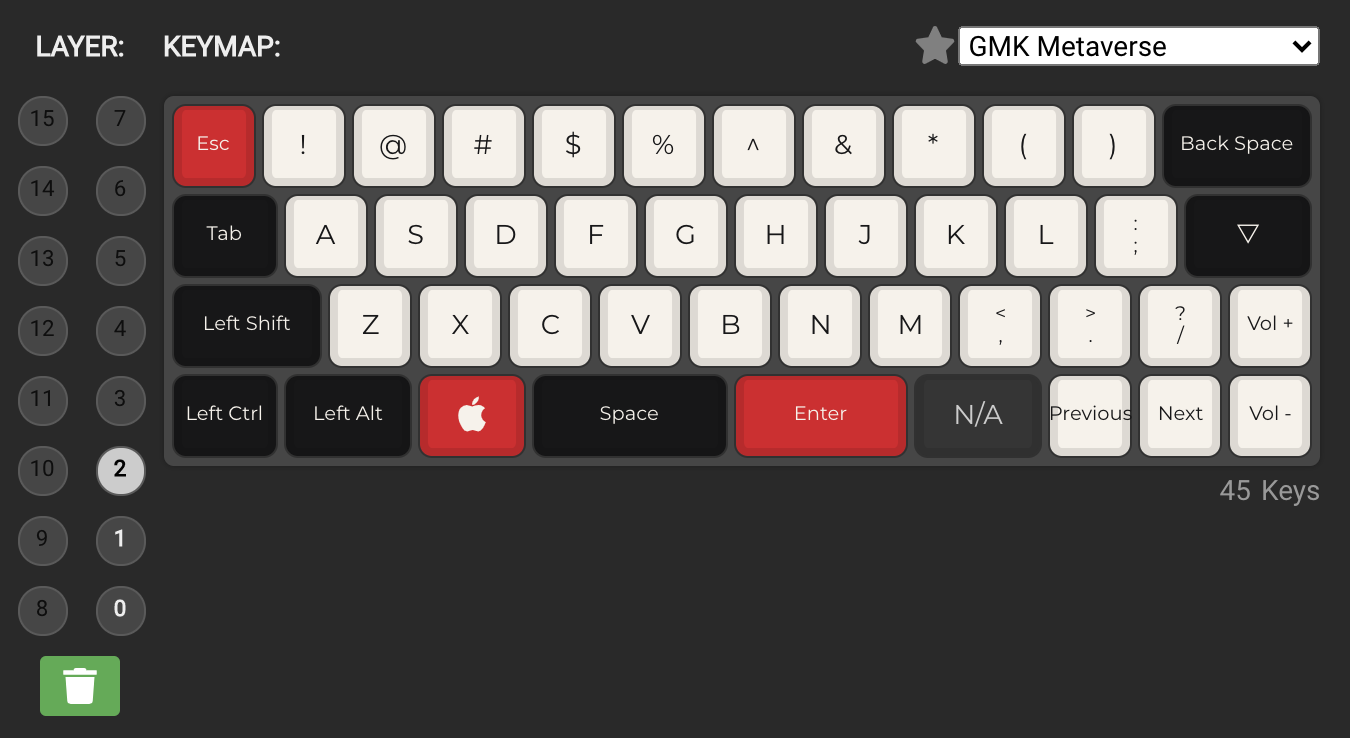 LAYER: KEYMAP: GMK Metaverse
15 7 Esc ! @ # $ % ^ & * ( ) Back Space
14 6 Tab A S D F G H J K L : ; ▽
13 5
12 4 Left Shift Z X C V B N M < , > . ? / Vol +
11 3 Left Ctrl Left Alt Space Enter N/A Previous Next Vol -
10 2
45 Keys
9 1
8 0